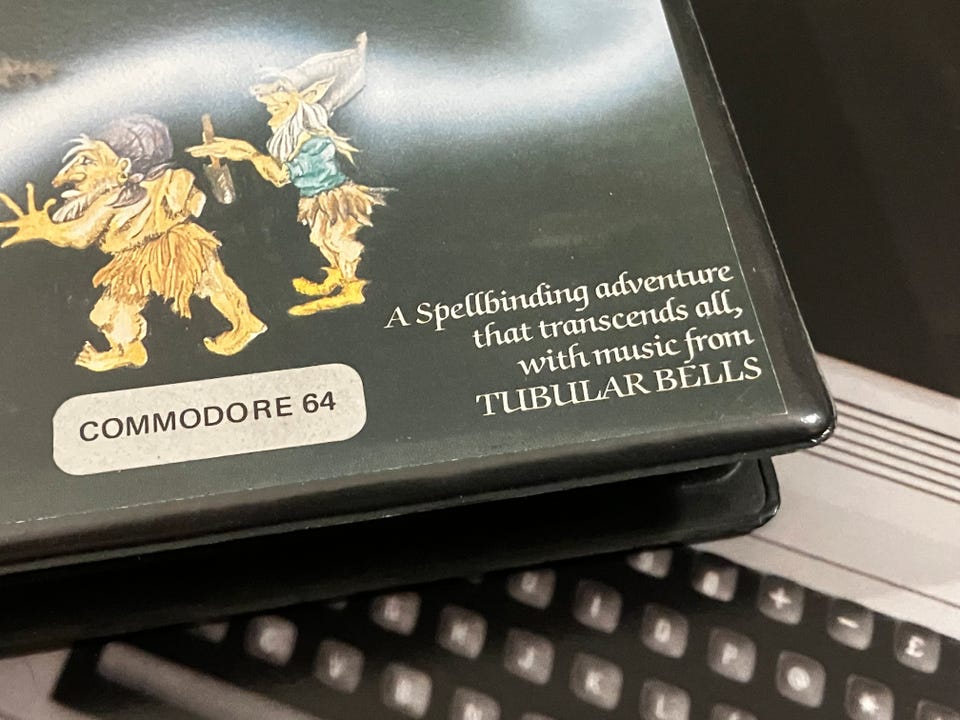 A Spellbinding adventure
that transcends all,
with music from
TUBULAR BELLS
COMMODORE 64
+ - £
I O P @ *
J K L